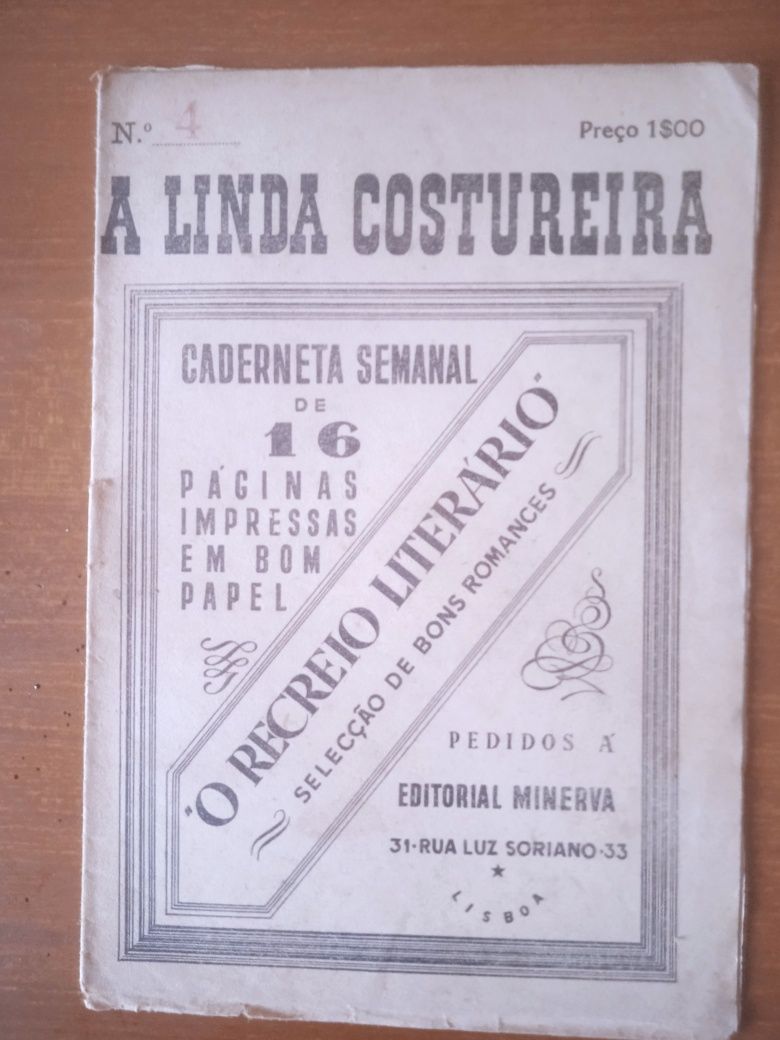 N.º 4
Preço 1$00
A LINDA COSTUREIRA
CADERNETA SEMANAL
DE
16
PÁGINAS
IMPRESSAS
EM BOM
PAPEL
"O RECREIO LITERÁRIO"
SELECÇÃO DE BONS ROMANCES
PEDIDOS Á
EDITORIAL MINERVA
31-RUA LUZ SORIANO-33
LISBOA